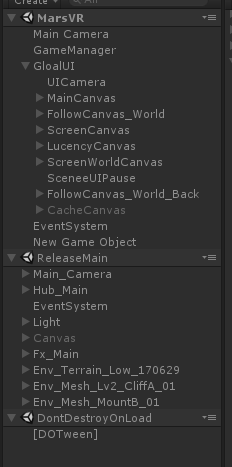 Create
All
MarsVR
Main Camera
GameManager
GloalUI
UICamera
MainCanvas
FollowCanvas_World
ScreenCanvas
LucencyCanvas
ScreenWorldCanvas
SceneeUIPause
FollowCanvas_World_Back
CacheCanvas
EventSystem
New Game Object
ReleaseMain
Main_Camera
Hub_Main
EventSystem
Light
Canvas
Fx_Main
Env_Terrain_Low_170629
Env_Mesh_Lv2_CliffA_01
Env_Mesh_MountB_01
DontDestroyOnLoad
[DOTween]